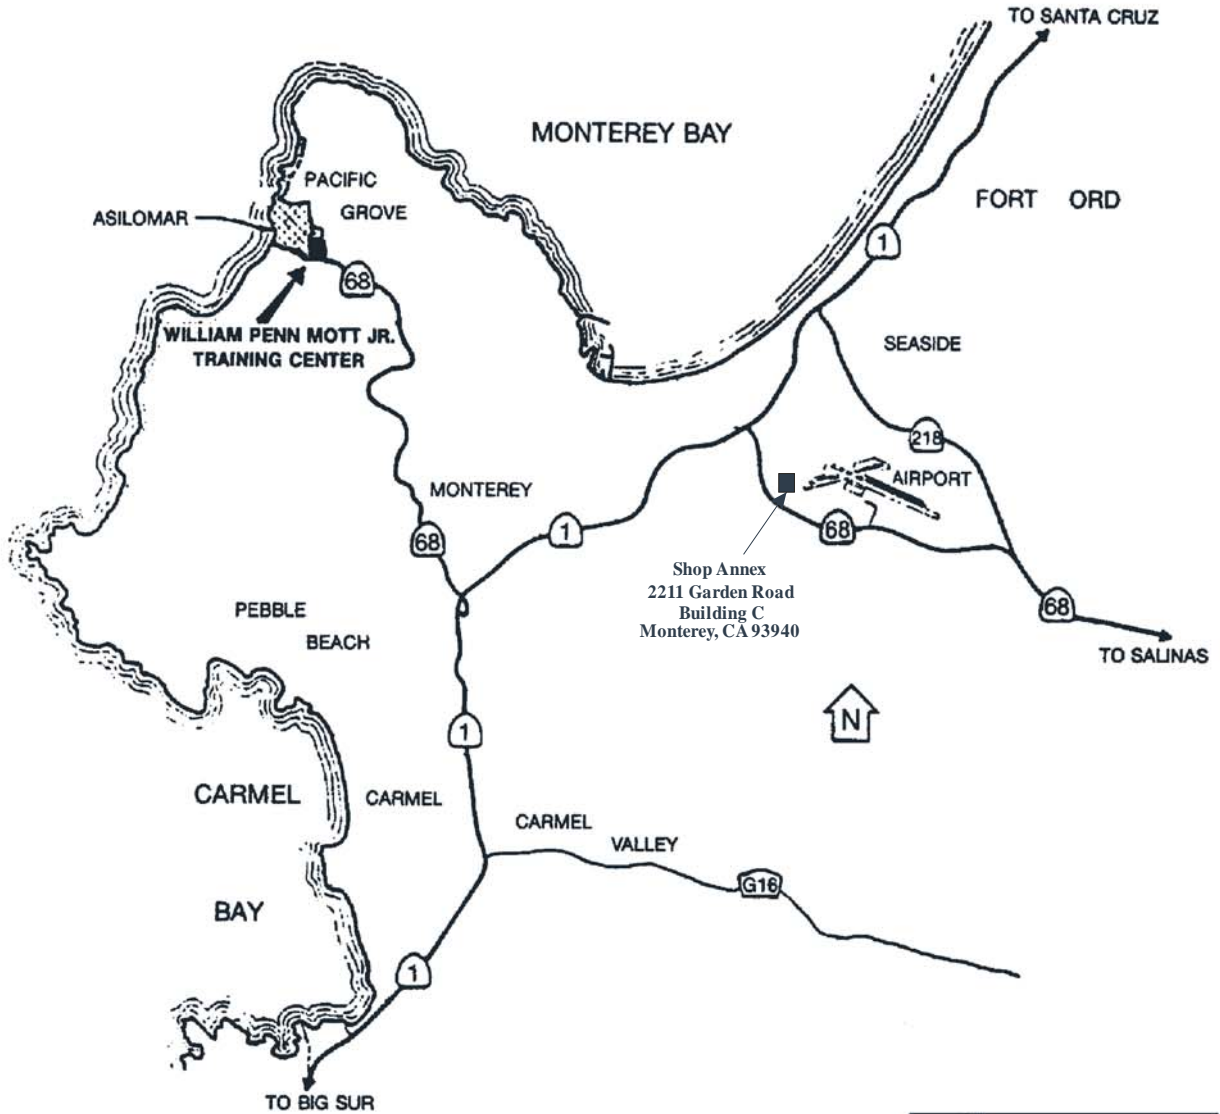 TO SANTA CRUZ
MONTEREY BAY
PACIFIC
GROVE
FORT ORD
ASILOMAR
1
68
WILLIAM PENN MOTT JR.
TRAINING CENTER
SEASIDE
218
AIRPORT
MONTEREY
68
1
68
Shop Annex
2211 Garden Road
Building C
Monterey, CA 93940
68
PEBBLE
BEACH
TO SALINAS
N
1
CARMEL
CARMEL
CARMEL
VALLEY
G16
BAY
1
TO BIG SUR